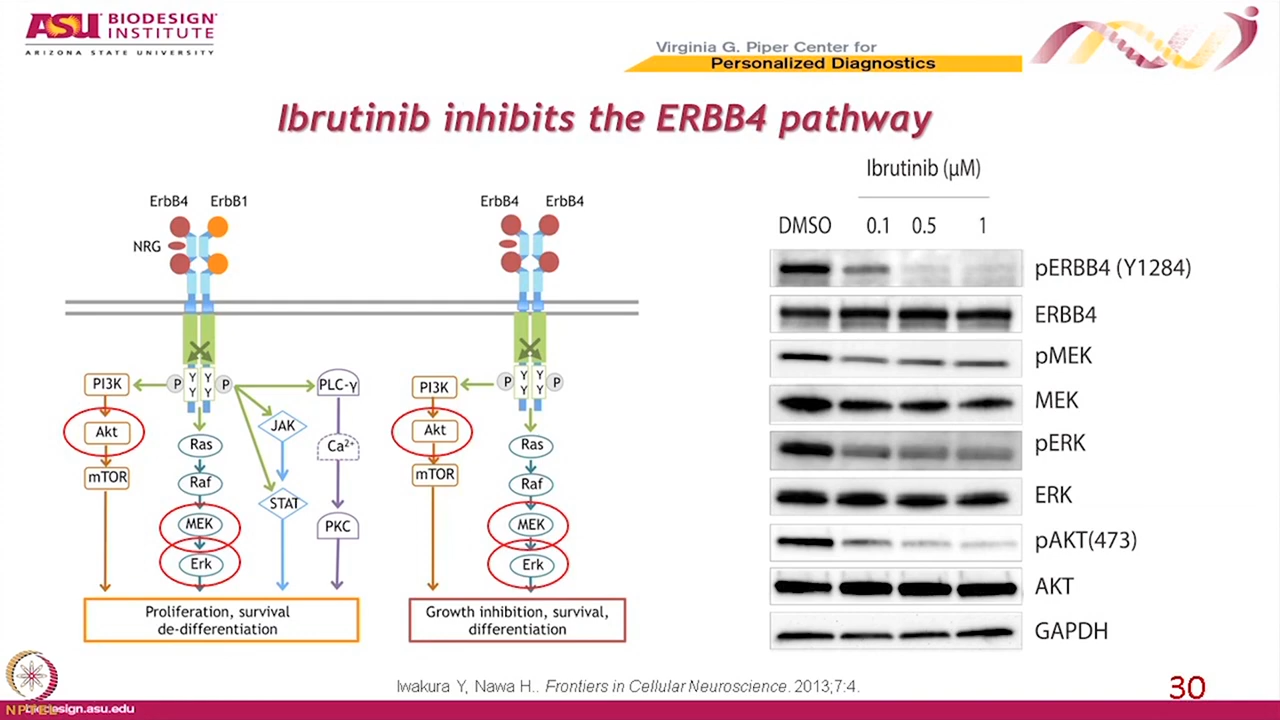 ASU BIODESIGN
INSTITUTE
ARIZONA STATE UNIVERSITY
Virginia G. Piper Center for
Personalized Diagnostics
Ibrutinib inhibits the ERBB4 pathway
ErbB4 ErbB1
NRG
P Y Y P
Y Y
PI3K
Akt
mTOR
Ras
Raf
MEK
Erk
JAK
STAT
PLC-γ
Ca2+
PKC
Proliferation, survival
de-differentiation
ErbB4 ErbB4
P Y Y P
Y Y
PI3K
Akt
mTOR
Ras
Raf
MEK
Erk
Growth inhibition, survival,
differentiation
Ibrutinib (µM)
DMSO 0.1 0.5 1
pERBB4 (Y1284)
ERBB4
pMEK
MEK
pERK
ERK
pAKT(473)
AKT
GAPDH
Iwakura Y, Nawa H.. Frontiers in Cellular Neuroscience. 2013;7:4.
30
NPTEL
biodesign.asu.edu